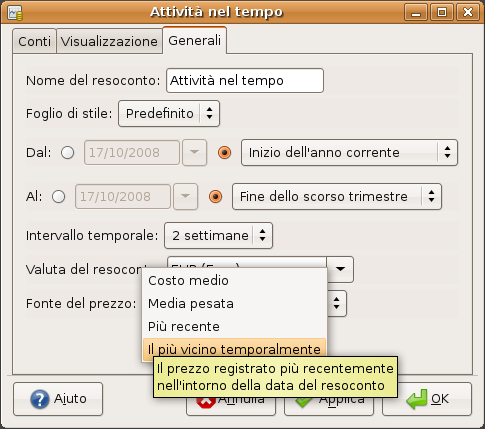 Attività nel tempo
Conti Visualizzazione Generali
Nome del resoconto: Attività nel tempo
Foglio di stile: Predefinito
Dal: 17/10/2008 Inizio dell'anno corrente
Al: 17/10/2008 Fine dello scorso trimestre
Intervallo temporale: 2 settimane
Valuta del resocont
Fonte del prezzo:
Costo medio
Media pesata
Più recente
Il più vicino temporalmente
Il prezzo registrato più recentemente
nell'intorno della data del resoconto
Aiuto Annulla Applica OK